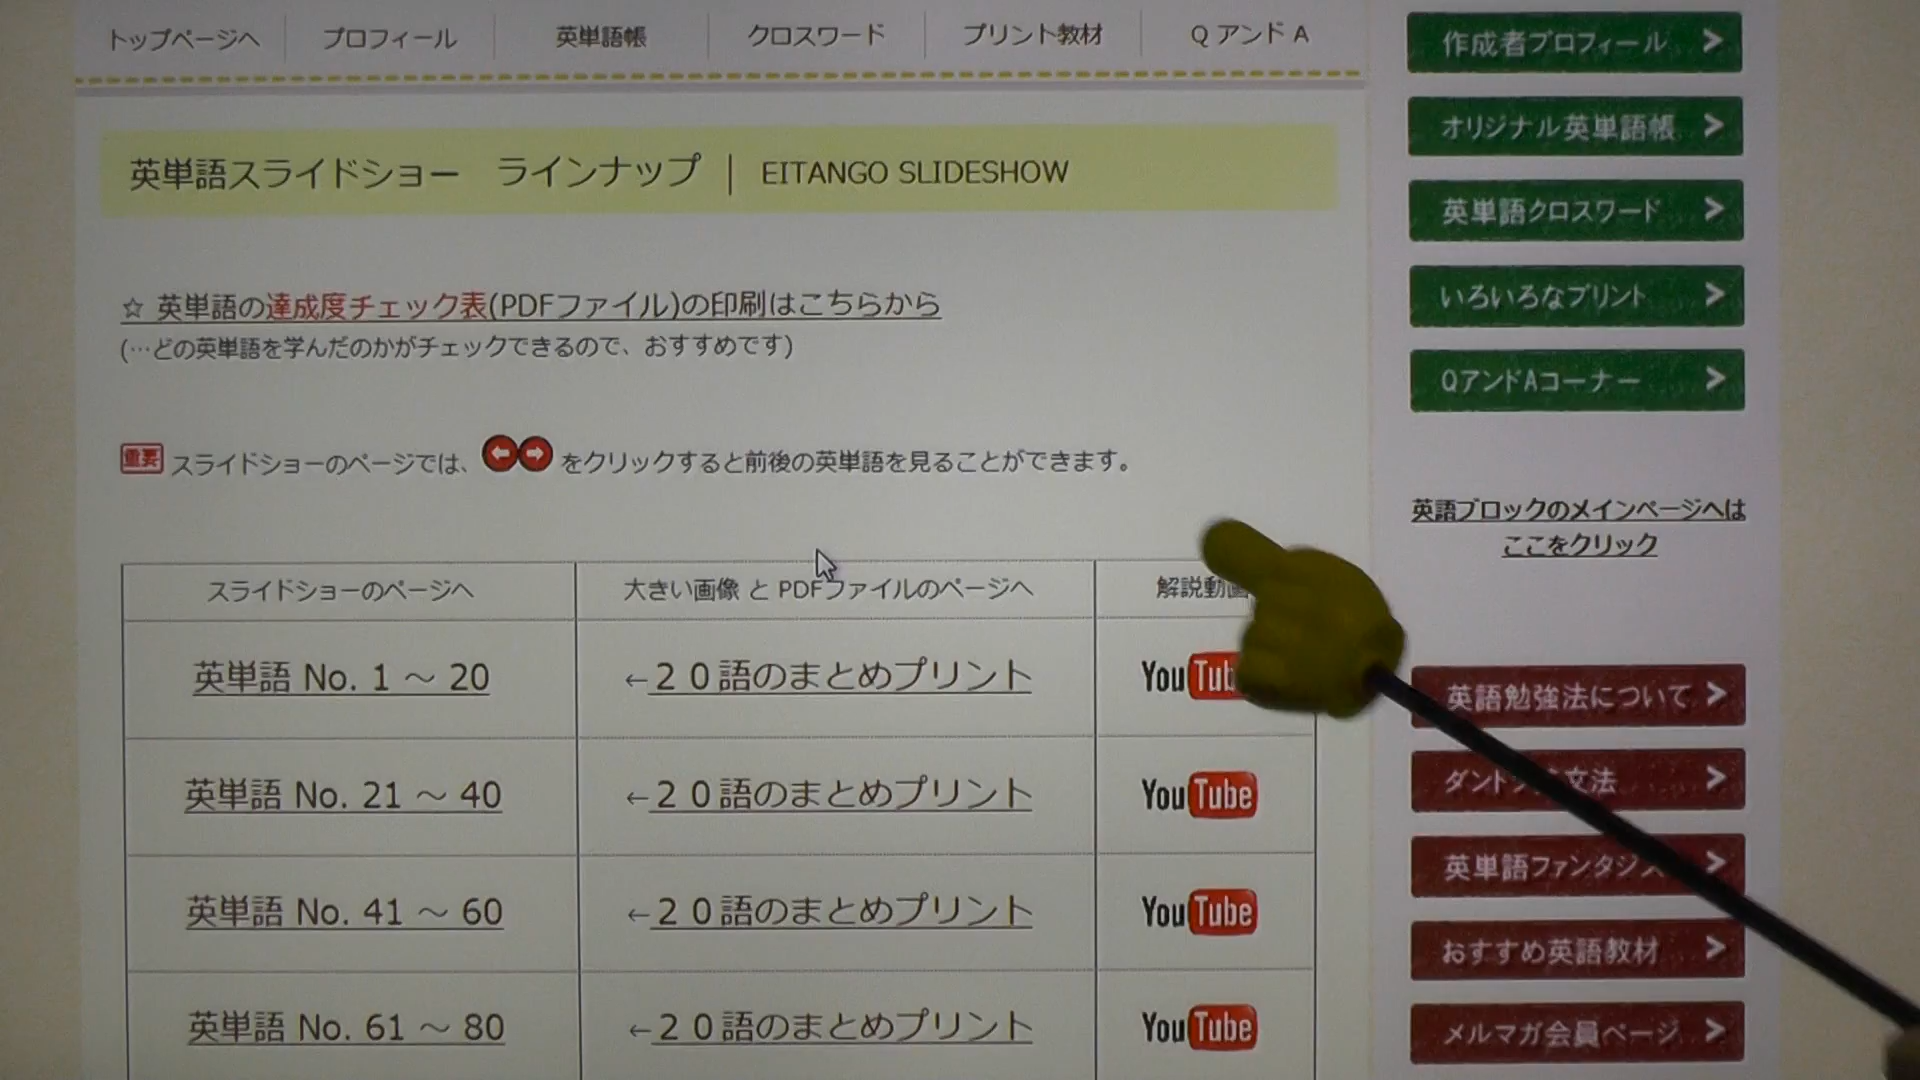 トップページへ
プロフィール
英単語帳
クロスワード
プリント教材
Q アンド A
英単語スライドショー ラインナップ | EITANGO SLIDESHOW
☆ 英単語の達成度チェック表(PDFファイル)の印刷はこちらから
(…どの英単語を学んだのかがチェックできるので、おすすめです)
重要 スライドショーのページでは、 をクリックすると前後の英単語を見ることができます。
スライドショーのページへ
大きい画像 と PDFファイルのページへ
解説動画
英単語 No. 1 ～ 20
←２０語のまとめプリント
YouTube
英単語 No. 21 ～ 40
←２０語のまとめプリント
YouTube
英単語 No. 41 ～ 60
←２０語のまとめプリント
YouTube
英単語 No. 61 ～ 80
←２０語のまとめプリント
YouTube
作成者プロフィール
オリジナル英単語帳
英単語クロスワード
いろいろなプリント
QアンドAコーナー
英語ブロックのメインページへは
ここをクリック
英語勉強法について
文法
おすすめ英語教材
メルマガ会員ページ